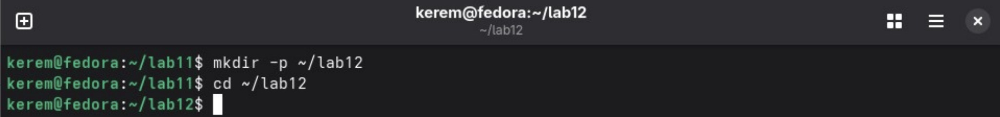 kerem@fedora:~/lab12
~/lab12
kerem@fedora:~/lab11$ mkdir -p ~/lab12
kerem@fedora:~/lab11$ cd ~/lab12
kerem@fedora:~/lab12$